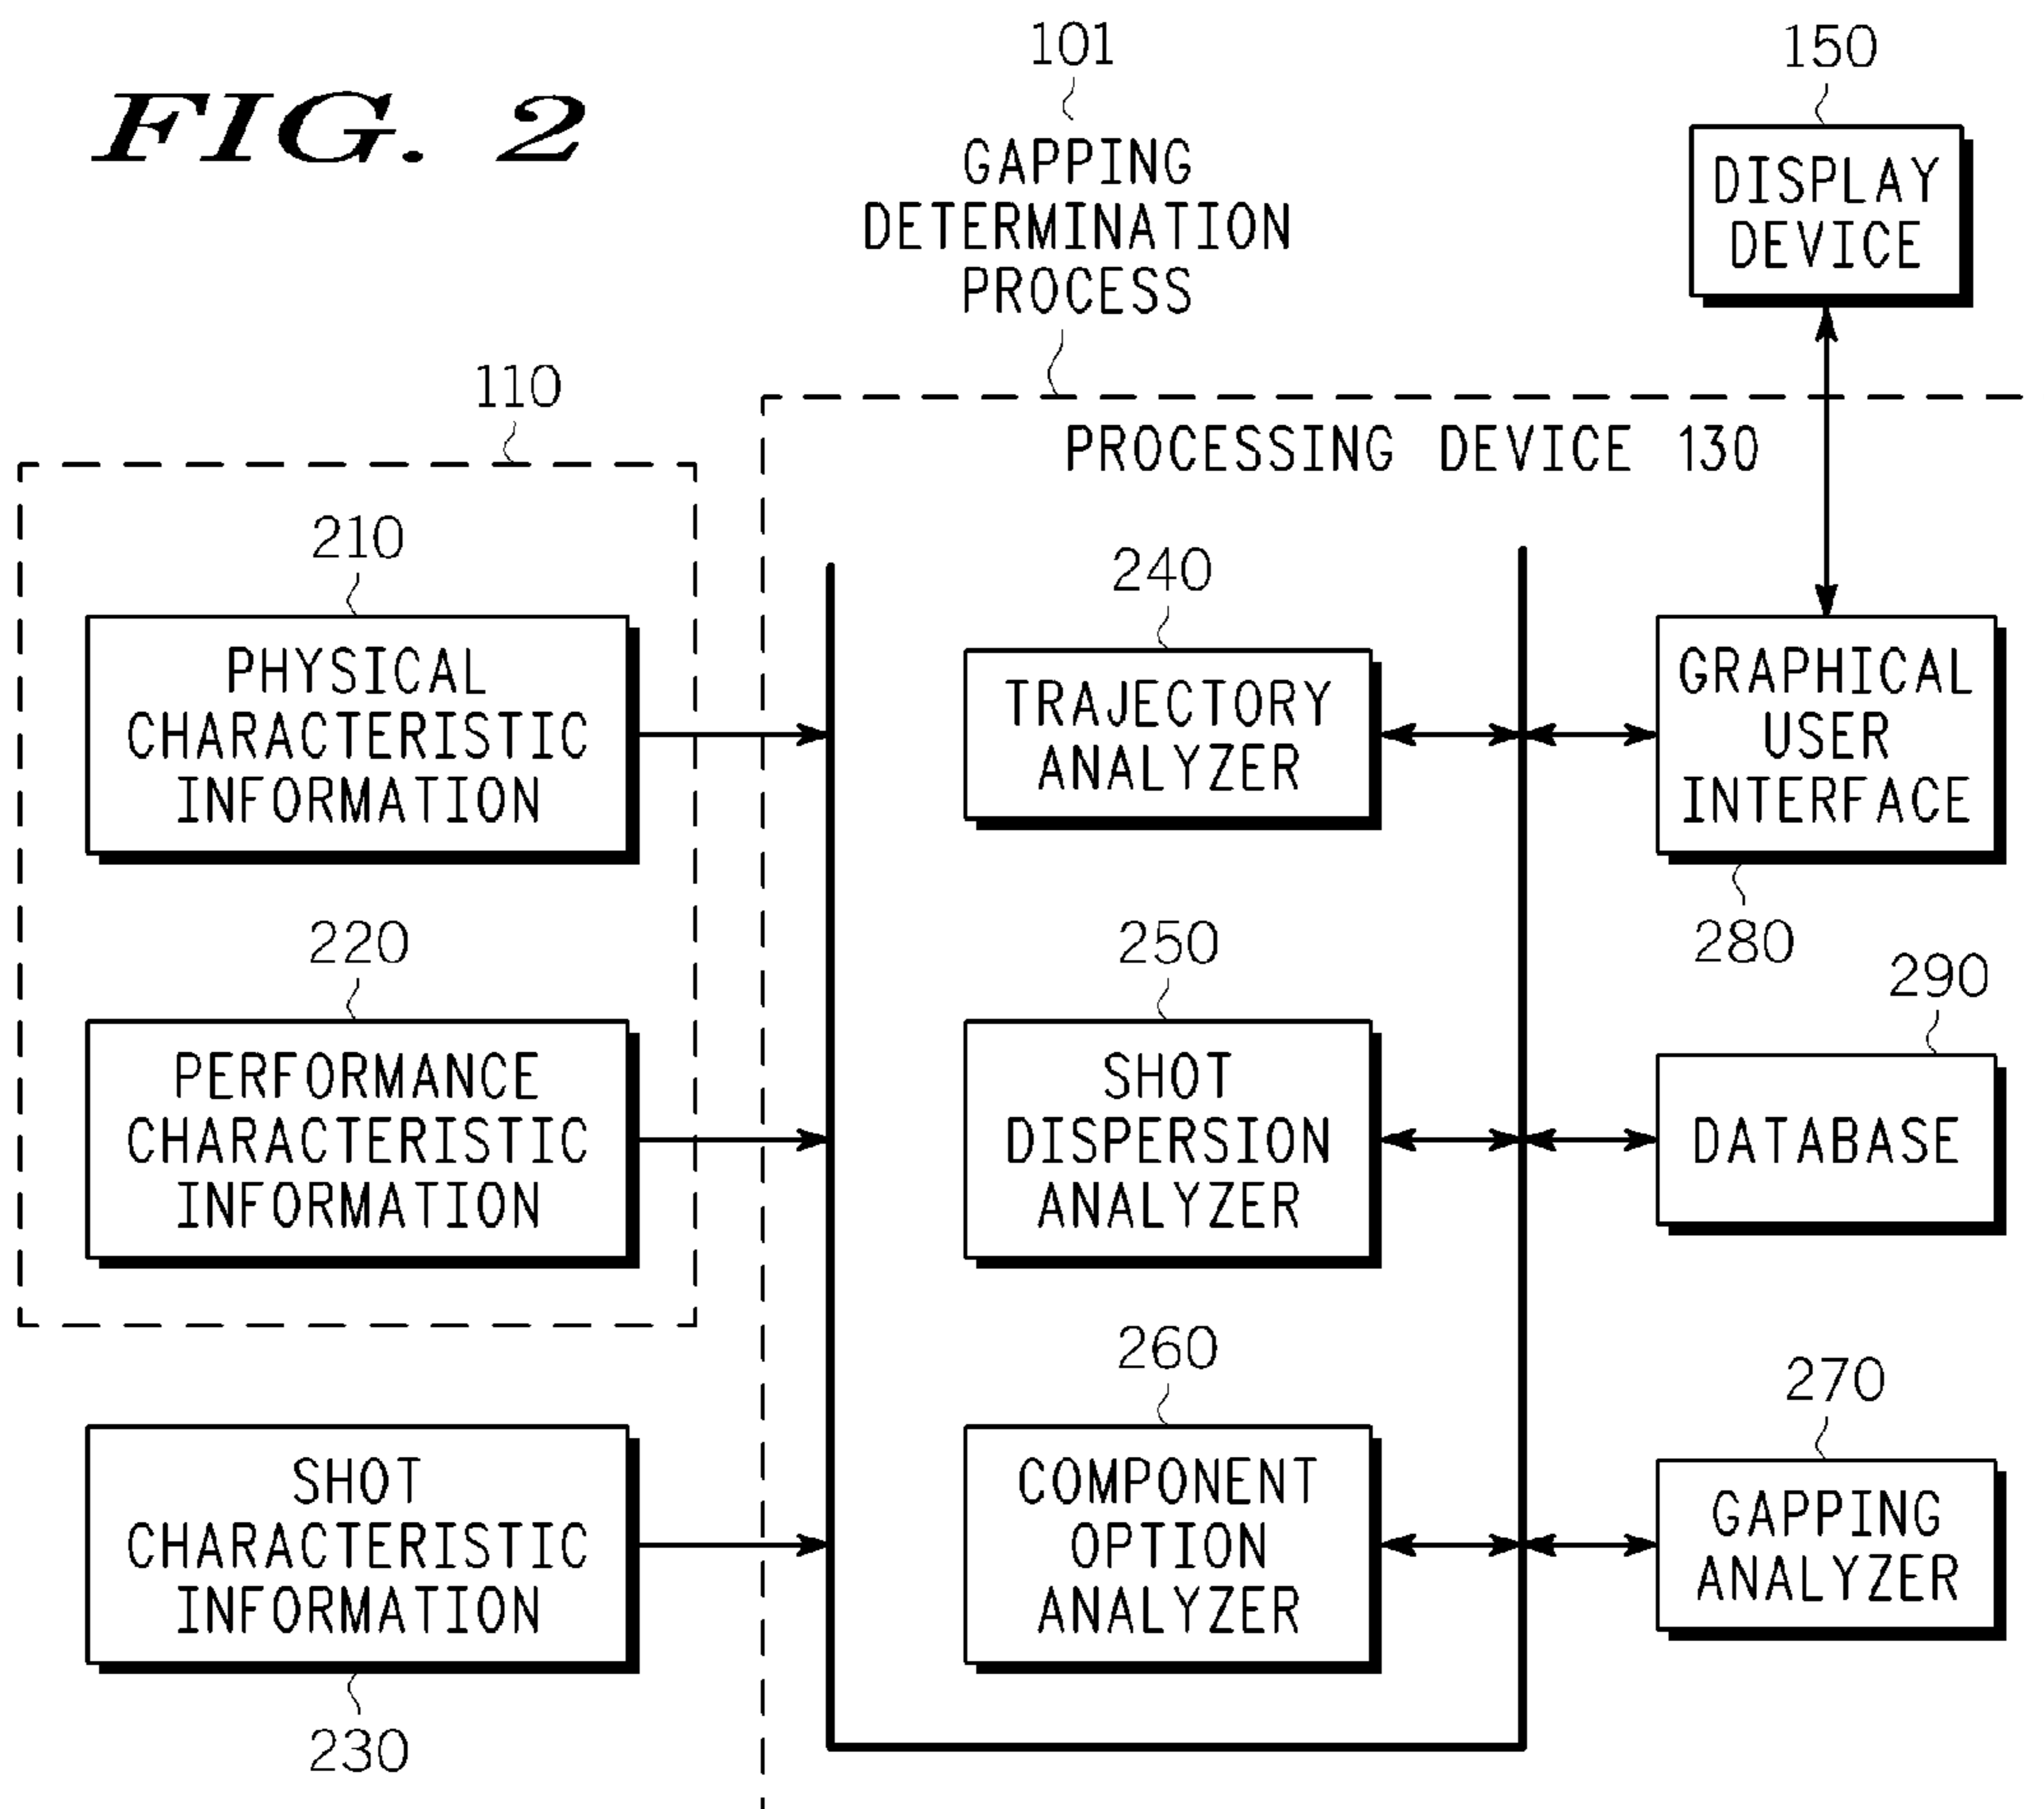 FIG. 2
101
GAPPING
DETERMINATION
PROCESS
150
DISPLAY
DEVICE
110
PROCESSING DEVICE 130
210
PHYSICAL
CHARACTERISTIC
INFORMATION
240
TRAJECTORY
ANALYZER
GRAPHICAL
USER
INTERFACE
280
220
PERFORMANCE
CHARACTERISTIC
INFORMATION
250
SHOT
DISPERSION
ANALYZER
290
DATABASE
SHOT
CHARACTERISTIC
INFORMATION
230
260
COMPONENT
OPTION
ANALYZER
270
GAPPING
ANALYZER